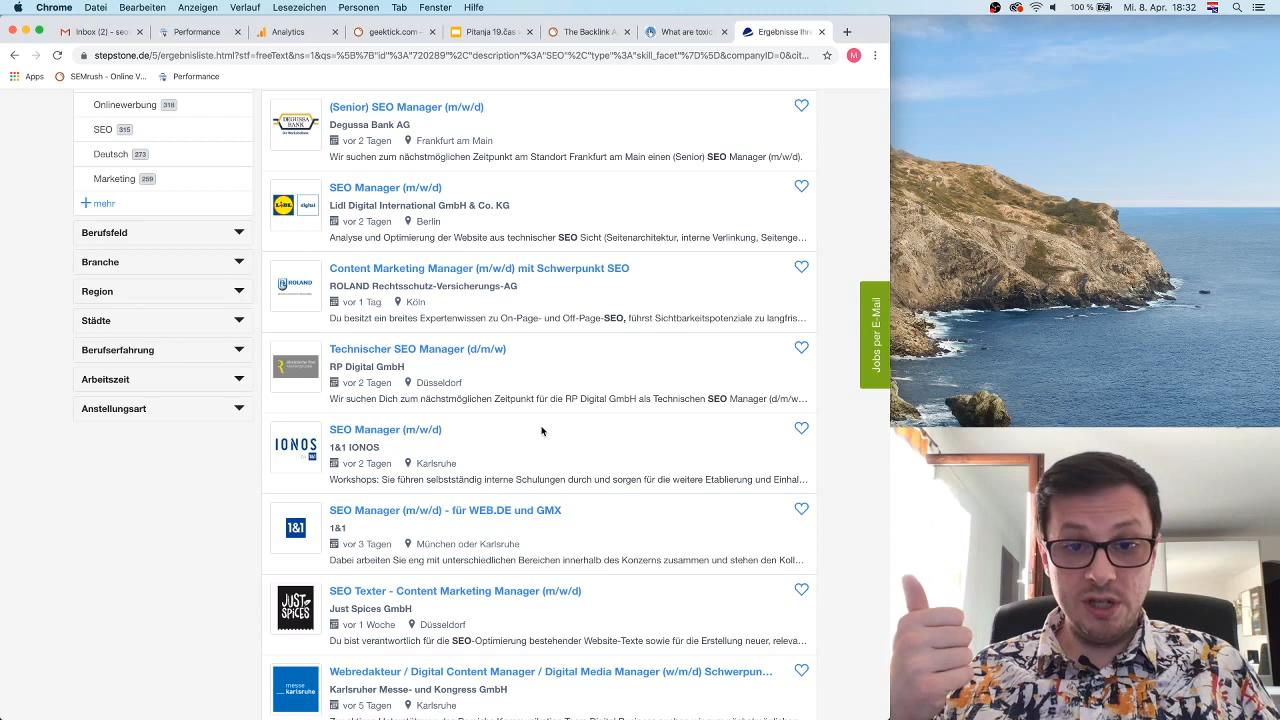 Chrome Datei Bearbeiten Anzeigen Verlauf Lesezeichen Personen Tab Fenster Hilfe 100 % Mi. 8. Apr. 18:32
Inbox (2) - seo Performance Analytics geektick.com - Pitanja 19.čas The Backlink A What are toxic Ergebnisse Ihre
stepstone.de/5/ergebnisliste.html?stf=freeText&ns=1&qs=%5B%7B"id"%3A"720289"%2C"description"%3A"SEO"%2C"type"%3A"skill_facet"%7D%5D&companyID=0&cit... M
Apps SEMrush - Online V... Performance
Onlinewerbung 318
SEO 315
Deutsch 273
Marketing 259
mehr
Berufsfeld
Branche
Region
Städte
Berufserfahrung
Arbeitszeit
Anstellungsart
DEGUSSA BANK
(Senior) SEO Manager (m/w/d)
Degussa Bank AG
vor 2 Tagen Frankfurt am Main
Wir suchen zum nächstmöglichen Zeitpunkt am Standort Frankfurt am Main einen (Senior) SEO Manager (m/w/d).
LIDL digital
SEO Manager (m/w/d)
Lidl Digital International GmbH & Co. KG
vor 2 Tagen Berlin
Analyse und Optimierung der Website aus technischer SEO Sicht (Seitenarchitektur, interne Verlinkung, Seitenge...
ROLAND
Content Marketing Manager (m/w/d) mit Schwerpunkt SEO
ROLAND Rechtsschutz-Versicherungs-AG
vor 1 Tag Köln
Du besitzt ein breites Expertenwissen zu On-Page- und Off-Page-SEO, führst Sichtbarkeitspotenziale zu langfris...
Technischer SEO Manager (d/m/w)
RP Digital GmbH
vor 2 Tagen Düsseldorf
Wir suchen Dich zum nächstmöglichen Zeitpunkt für die RP Digital GmbH als Technischen SEO Manager (d/m/w...
IONOS by 1&1
SEO Manager (m/w/d)
1&1 IONOS
vor 2 Tagen Karlsruhe
Workshops: Sie führen selbstständig interne Schulungen durch und sorgen für die weitere Etablierung und Einhal...
1&1
SEO Manager (m/w/d) - für WEB.DE und GMX
1&1
vor 3 Tagen München oder Karlsruhe
Dabei arbeiten Sie eng mit unterschiedlichen Bereichen innerhalb des Konzerns zusammen und stehen den Koll...
JUST SPICES
SEO Texter - Content Marketing Manager (m/w/d)
Just Spices GmbH
vor 1 Woche Düsseldorf
Du bist verantwortlich für die SEO-Optimierung bestehender Website-Texte sowie für die Erstellung neuer, releva...
messe karlsruhe
Webredakteur / Digital Content Manager / Digital Media Manager (w/m/d) Schwerpun...
Karlsruher Messe- und Kongress GmbH
vor 5 Tagen Karlsruhe
Jobs per E-Mail